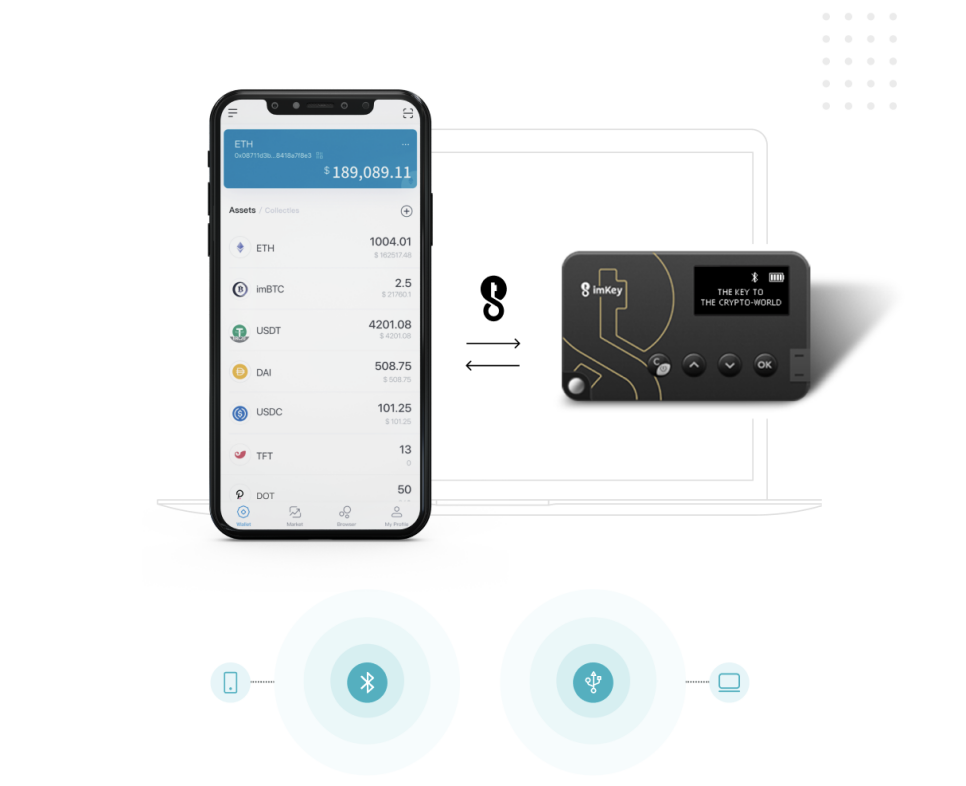 ETH
...
0x08711d3b...8418a7f8e3
$ 189,089.11
Assets / Collecties
ETH
1004.01
$ 162517.48
imBTC
2.5
$ 21760.1
USDT
4201.08
$ 4201.08
DAI
508.75
$ 508.75
USDC
101.25
$ 101.25
TFT
13
0
DOT
50
Wallet
Market
Browser
My Profile
imKey
THE KEY TO
THE CRYPTO-WORLD
C
OK